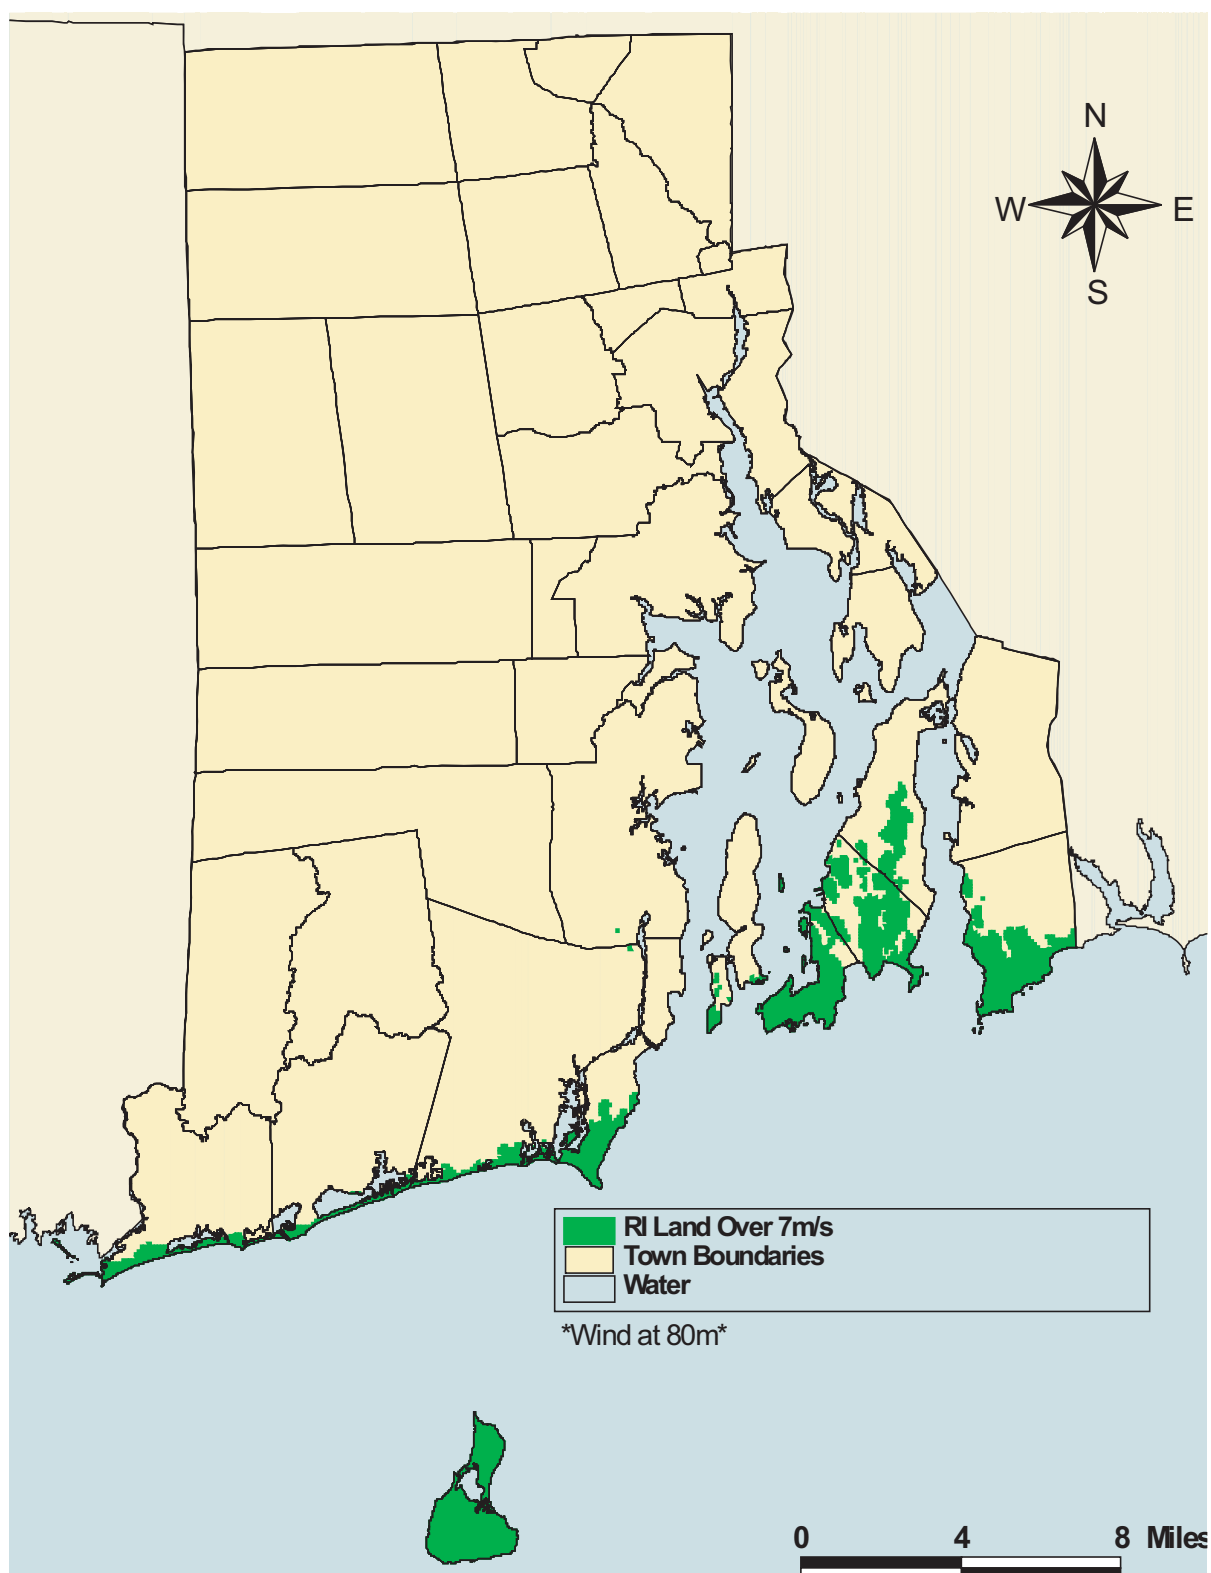 N
W E
S
RI Land Over 7m/s
Town Boundaries
Water
*Wind at 80m*
0 4 8 Miles